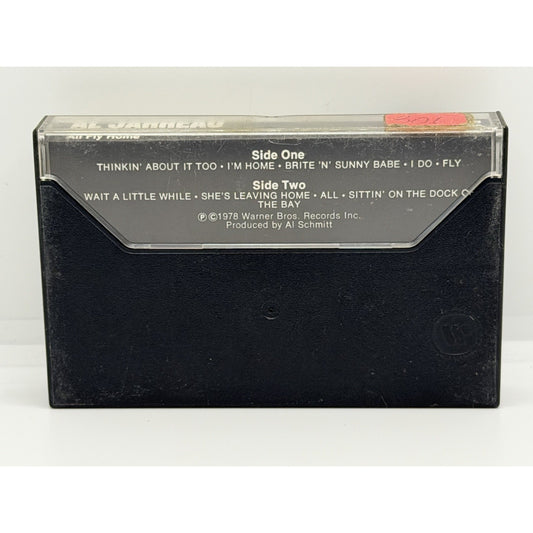 AL JARREAU
All Fly Home
Side One
THINKIN' ABOUT IT TOO • I'M HOME • BRITE 'N' SUNNY BABE • I DO • FLY
Side Two
WAIT A LITTLE WHILE • SHE'S LEAVING HOME • ALL • SITTIN' ON THE DOCK O
THE BAY
Ⓟ©1978 Warner Bros. Records Inc.
Produced by Al Schmitt